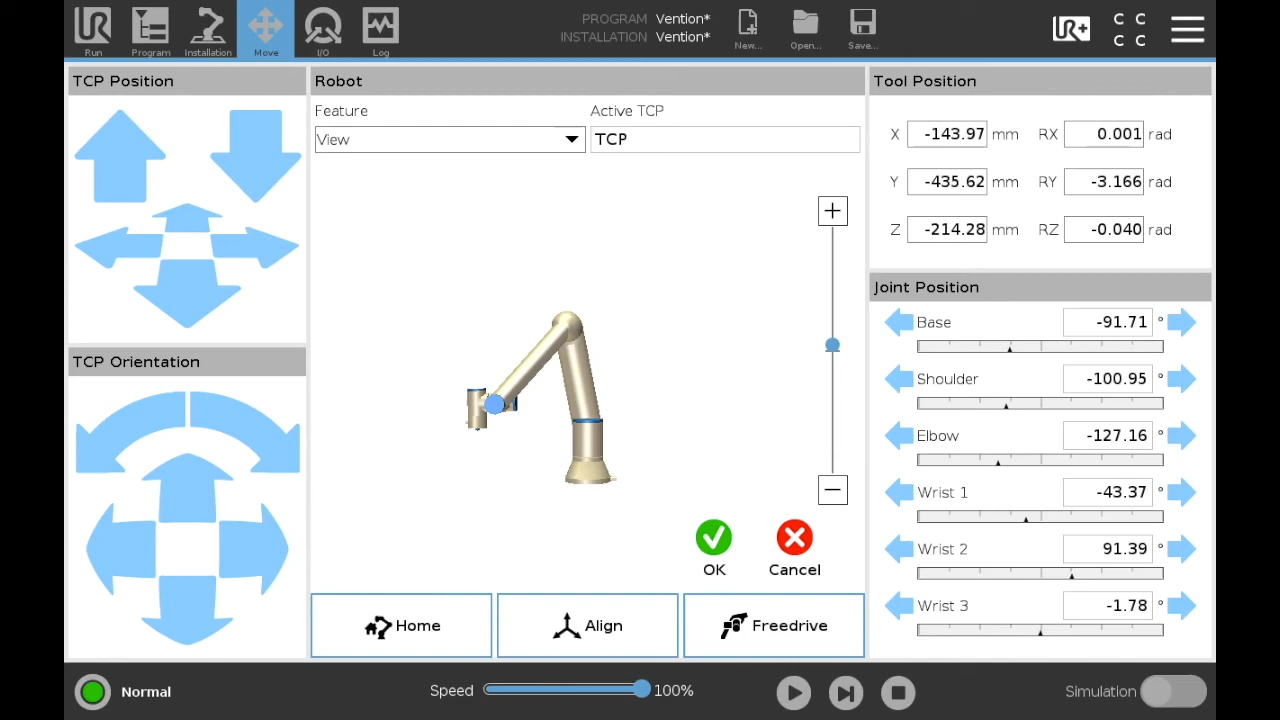 UR
Run
Program
Installation
Move
I/O
Log
PROGRAM Vention*
INSTALLATION Vention*
New...
Open...
Save...
UR+
C C
C C
TCP Position
TCP Orientation
Robot
Feature
Active TCP
View
TCP
+
−
OK
Cancel
Home
Align
Freedrive
Tool Position
X -143.97 mm RX 0.001 rad
Y -435.62 mm RY -3.166 rad
Z -214.28 mm RZ -0.040 rad
Joint Position
Base -91.71 °
Shoulder -100.95 °
Elbow -127.16 °
Wrist 1 -43.37 °
Wrist 2 91.39 °
Wrist 3 -1.78 °
Normal
Speed 100%
Simulation